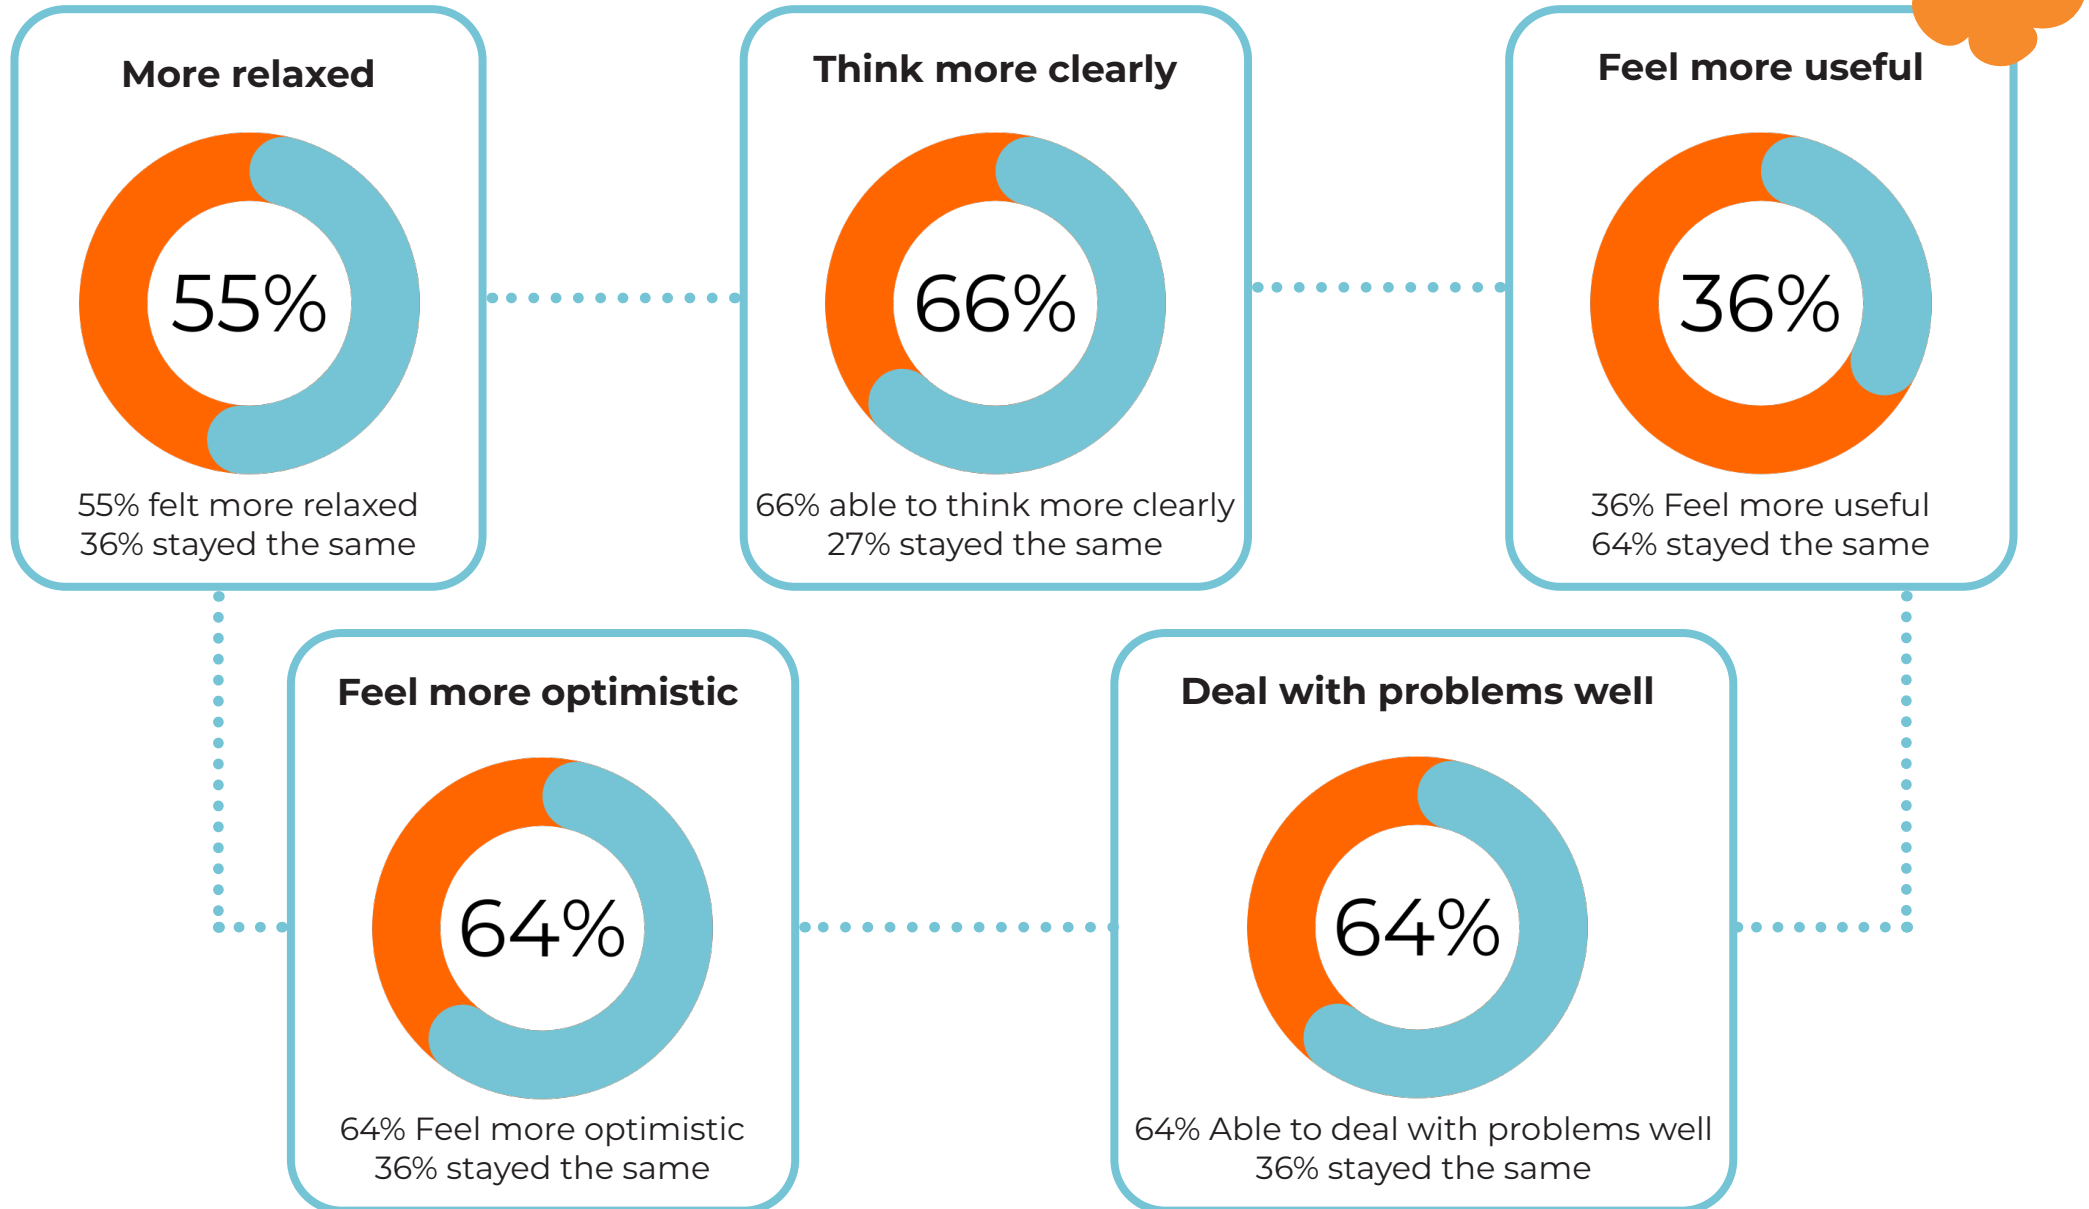 More relaxed
55%
55% felt more relaxed
36% stayed the same
Think more clearly
66%
66% able to think more clearly
27% stayed the same
Feel more useful
36%
36% Feel more useful
64% stayed the same
Feel more optimistic
64%
64% Feel more optimistic
36% stayed the same
Deal with problems well
64%
64% Able to deal with problems well
36% stayed the same